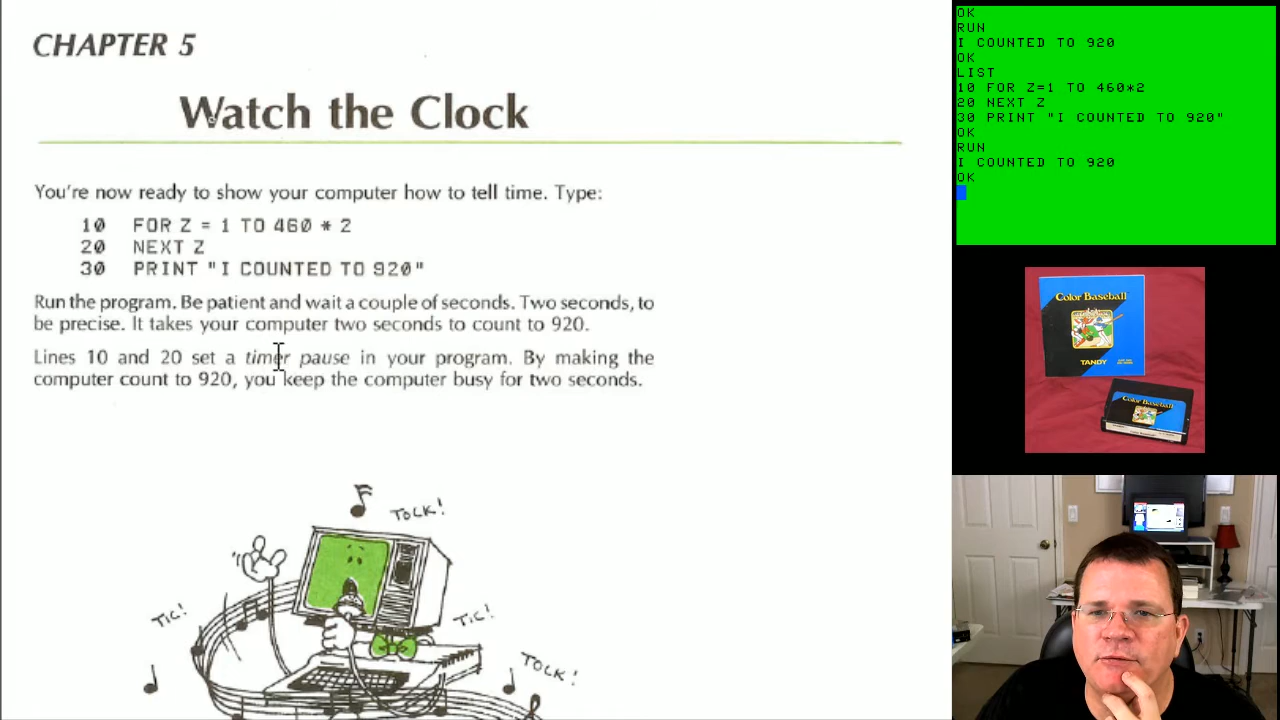 CHAPTER 5
Watch the Clock
You're now ready to show your computer how to tell time. Type:
10 FOR Z = 1 TO 460 * 2
20 NEXT Z
30 PRINT "I COUNTED TO 920"
Run the program. Be patient and wait a couple of seconds. Two seconds, to
be precise. It takes your computer two seconds to count to 920.
Lines 10 and 20 set a timer pause in your program. By making the
computer count to 920, you keep the computer busy for two seconds.
TOCK!
TIC!
TIC!
TOCK!
OK
RUN
I COUNTED TO 920
OK
LIST
10 FOR Z=1 TO 460*2
20 NEXT Z
30 PRINT "I COUNTED TO 920"
OK
RUN
I COUNTED TO 920
OK
Color Baseball
TANDY
Color Baseball